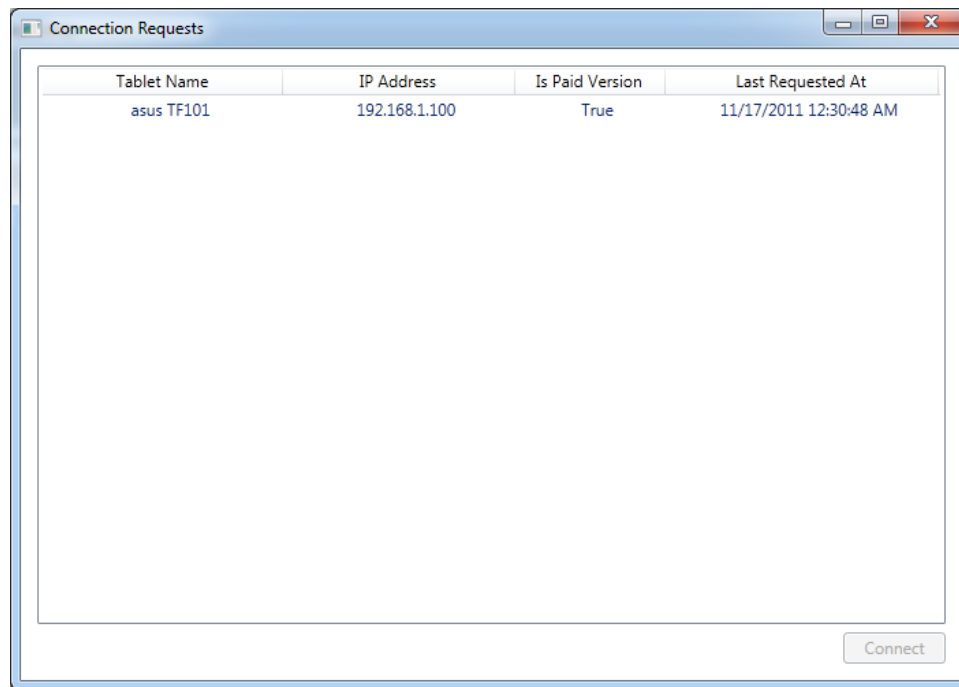 Connection Requests
Tablet Name IP Address Is Paid Version Last Requested At
asus TF101 192.168.1.100 True 11/17/2011 12:30:48 AM
Connect